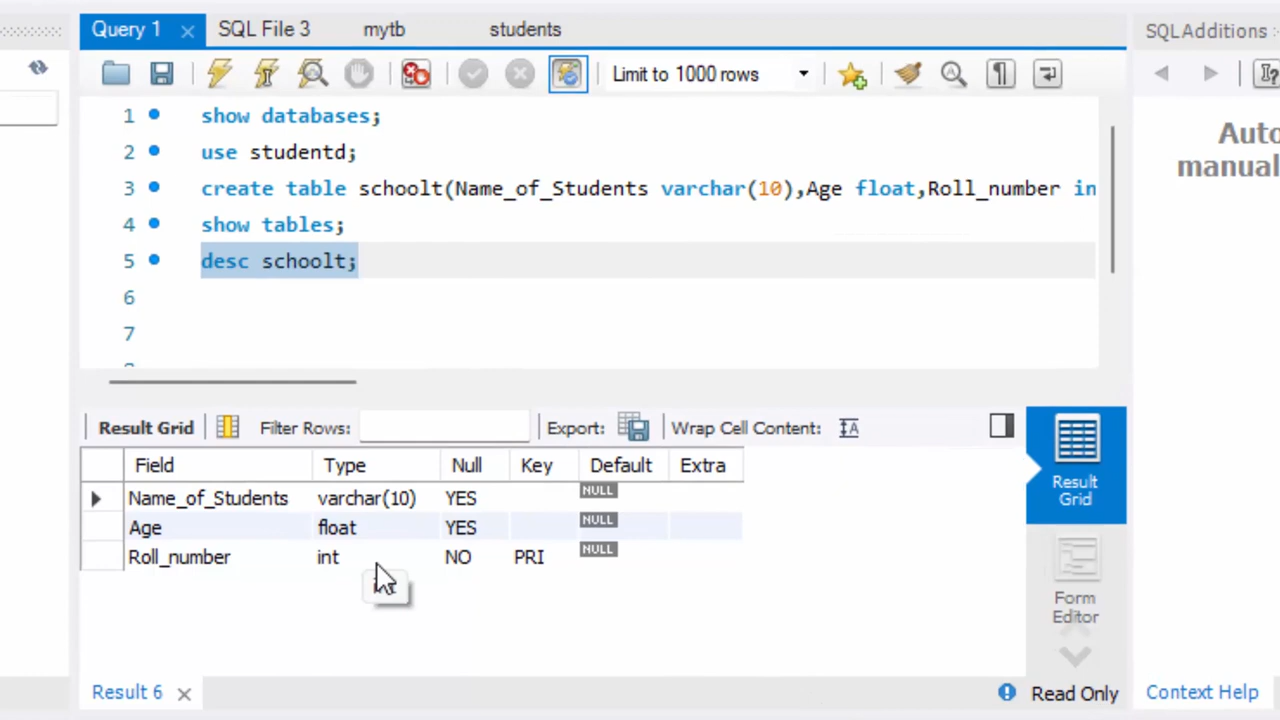 Query 1 SQL File 3 mytb students SQLAdditions
Limit to 1000 rows
1 show databases;
2 use studentd;
3 create table schoolt(Name_of_Students varchar(10),Age float,Roll_number in
4 show tables;
5 desc schoolt;
6
7
Auto
manual
Result Grid Filter Rows: Export: Wrap Cell Content: IA
Field Type Null Key Default Extra
Name_of_Students varchar(10) YES NULL
Age float YES NULL
Roll_number int NO PRI NULL
Result
Grid
Form
Editor
Result 6 Read Only Context Help